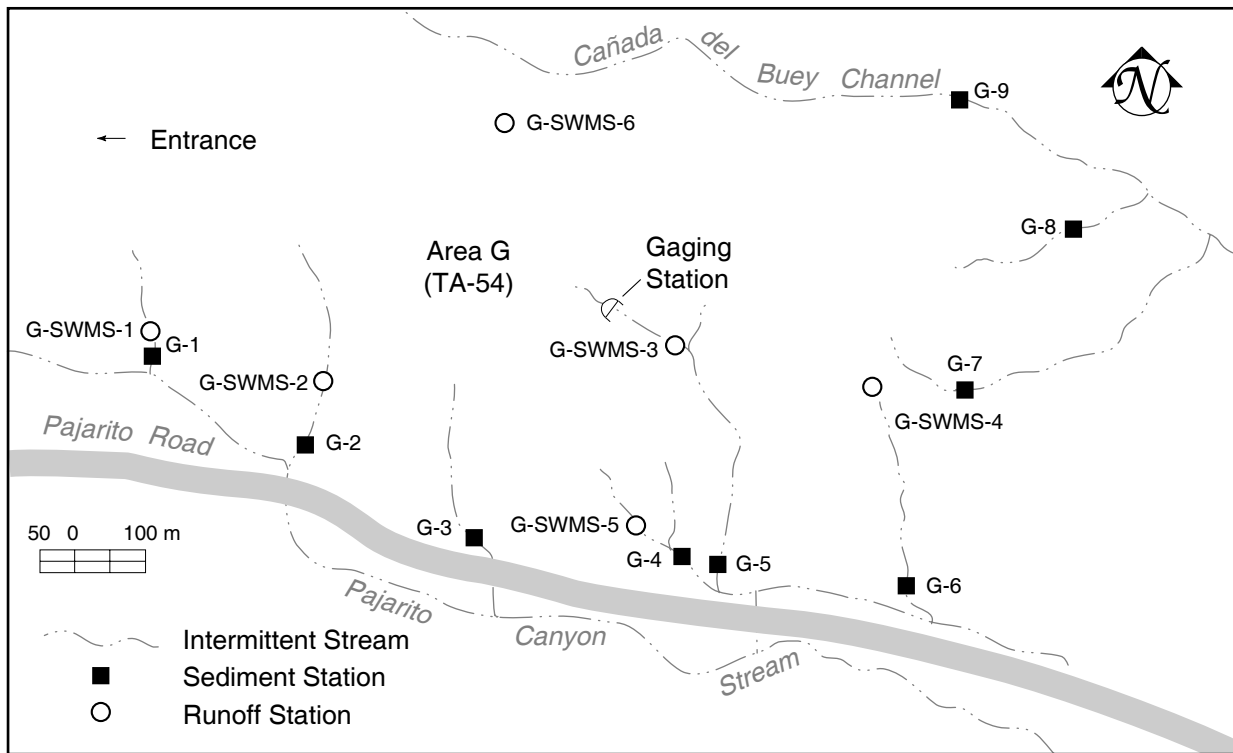 Cañada del Buey Channel
G-9
N
G-SWMS-6
Entrance
G-8
Area G
(TA-54)
Gaging
Station
G-SWMS-1
G-1
G-SWMS-3
G-SWMS-2
G-7
G-SWMS-4
Pajarito Road
G-2
G-3
G-SWMS-5
G-4
G-5
G-6
50 0 100 m
Pajarito Canyon Stream
Intermittent Stream
Sediment Station
Runoff Station